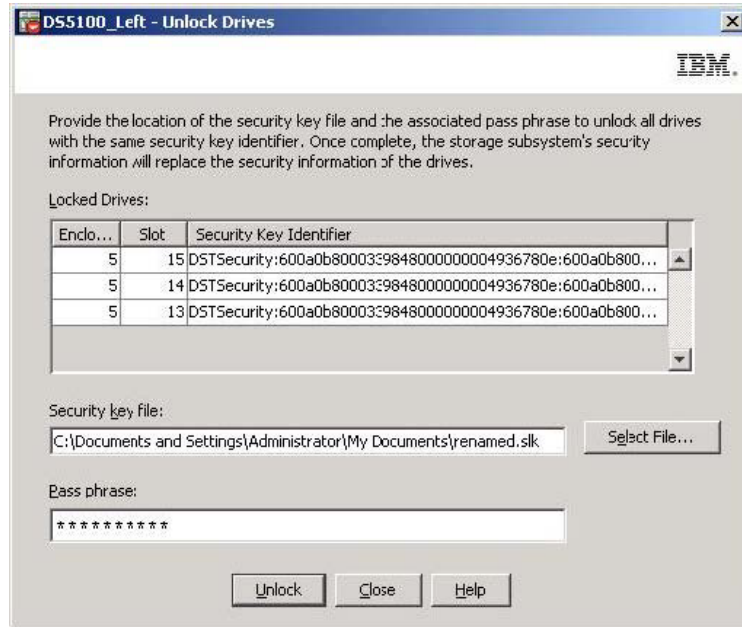 DS5100_Left - Unlock Drives
IBM.
Provide the location of the security key file and the associated pass phrase to unlock all drives
with the same security key identifier. Once complete, the storage subsystem's security
information will replace the security information of the drives.
Locked Drives:
Enclo... Slot Security Key Identifier
5 15 DSTSecurity:600a0b8000339848000000004936780e:600a0b800...
5 14 DSTSecurity:600a0b8000339848000000004936780e:600a0b800...
5 13 DSTSecurity:600a0b8000339848000000004936780e:600a0b800...
Security key file:
C:\Documents and Settings\Administrator\My Documents\renamed.slk Select File...
Pass phrase:
**********
Unlock Close Help